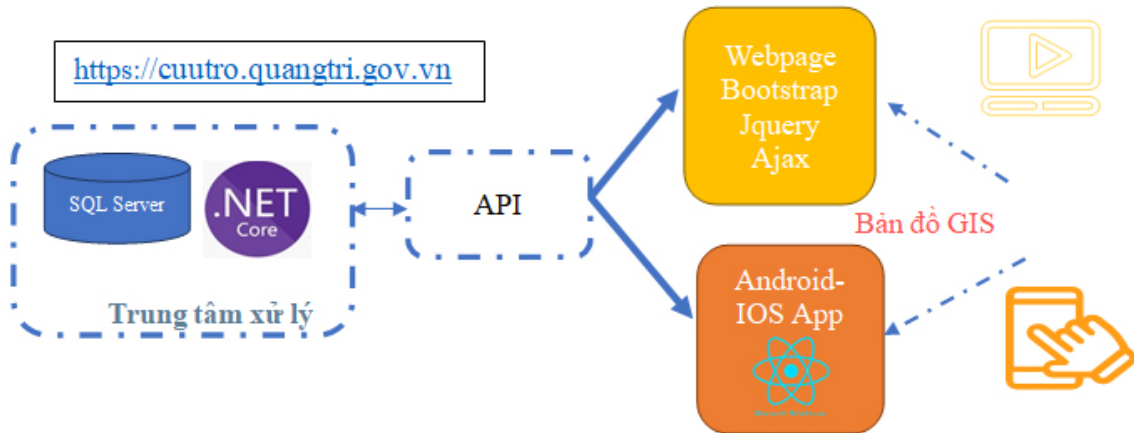 https://cuutro.quangtri.gov.vn
SQL Server
.NET
Core
Trung tâm xử lý
API
Webpage
Bootstrap
Jquery
Ajax
Bản đồ GIS
Android-
IOS App